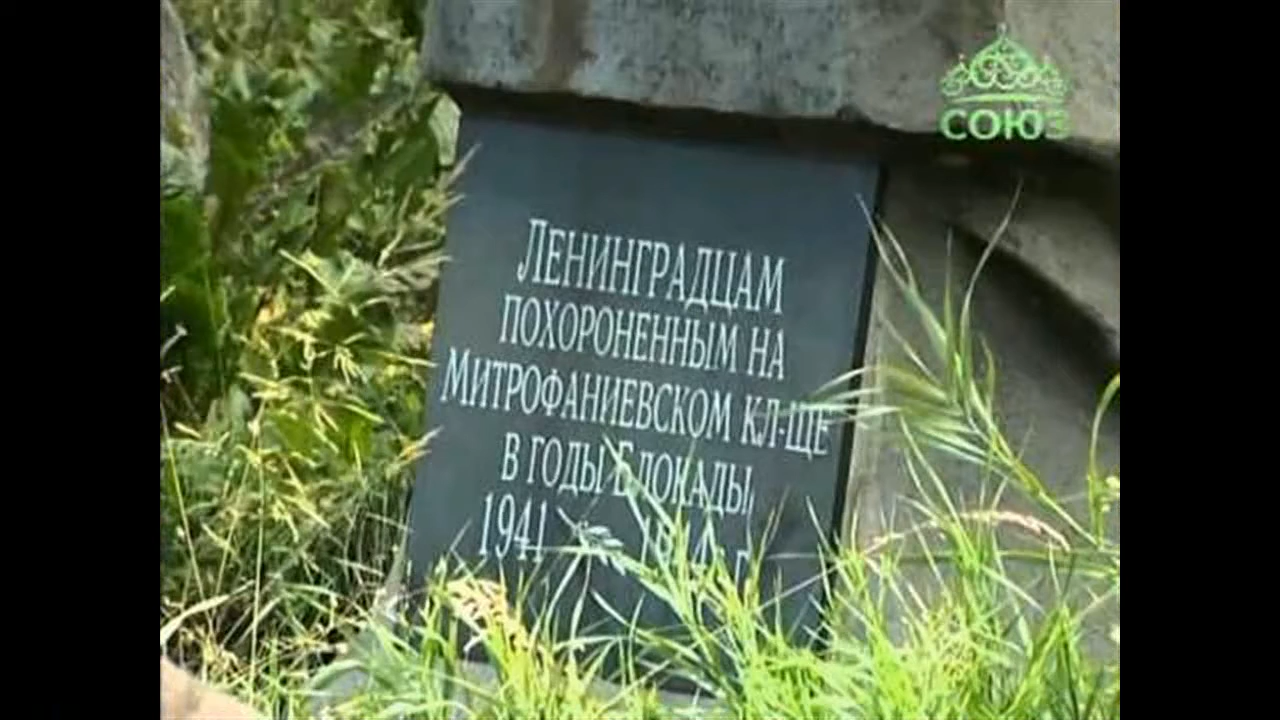 СОЮЗ
ЛЕНИНГРАДЦАМ
ПОХОРОНЕННЫМ НА
МИТРОФАНИЕВСКОМ КЛ-ЩЕ
В ГОДЫ БЛОКАДЫ
1941